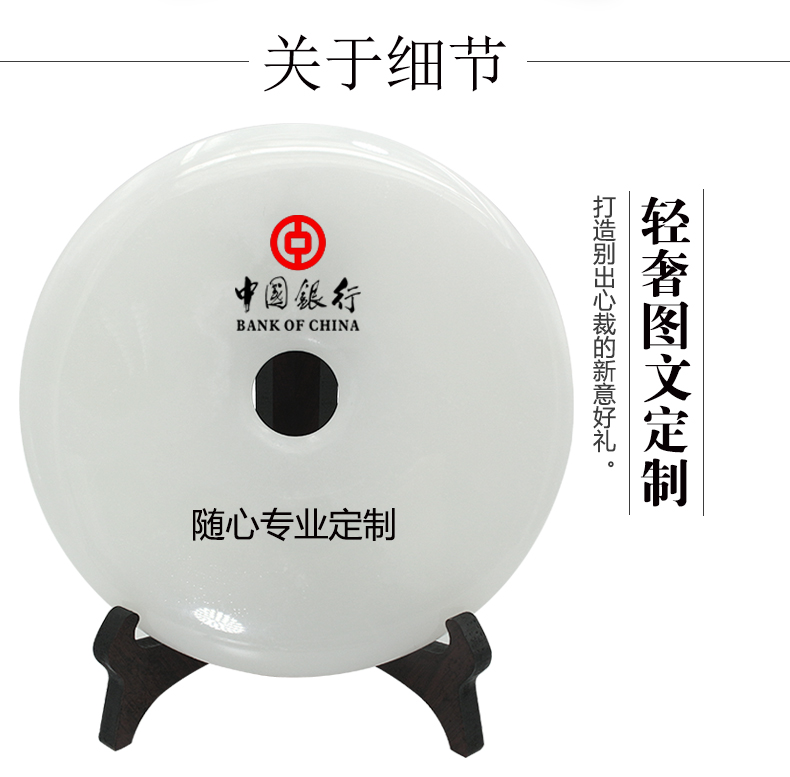 关于细节
中国銀行
BANK OF CHINA
随心专业定制
轻奢图文定制
打造别出心裁的新意好礼。